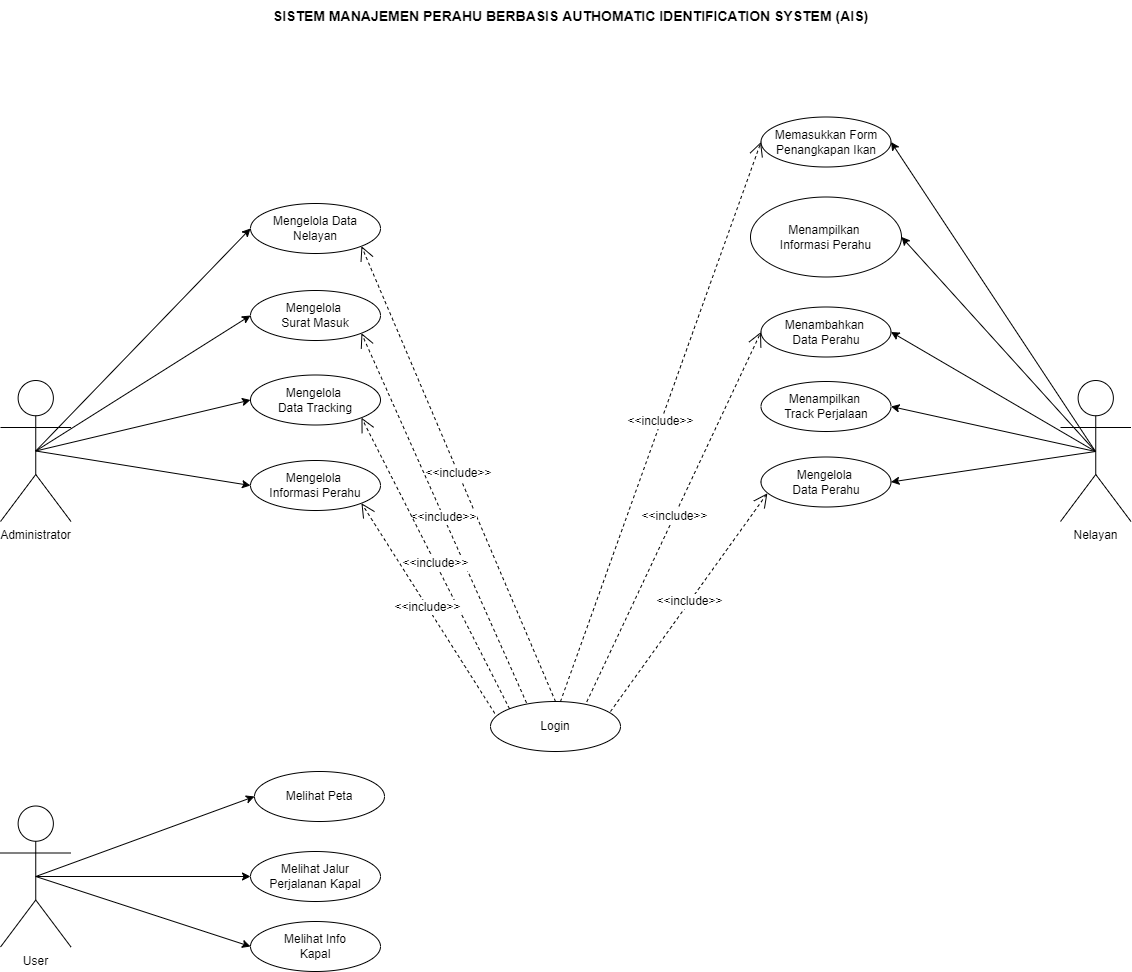 SISTEM MANAJEMEN PERAHU BERBASIS AUTHOMATIC IDENTIFICATION SYSTEM (AIS)
Memasukkan Form
Penangkapan Ikan
Mengelola Data
Nelayan
Menampilkan
Informasi Perahu
Mengelola
Surat Masuk
Menambahkan
Data Perahu
Mengelola
Data Tracking
Menampilkan
Track Perjalaan
<<include>>
Mengelola
Informasi Perahu
<<include>>
Mengelola
Data Perahu
<<include>>
<<include>>
Administrator
Nelayan
<<include>>
<<include>>
<<include>>
Login
Melihat Peta
Melihat Jalur
Perjalanan Kapal
Melihat Info
Kapal
User